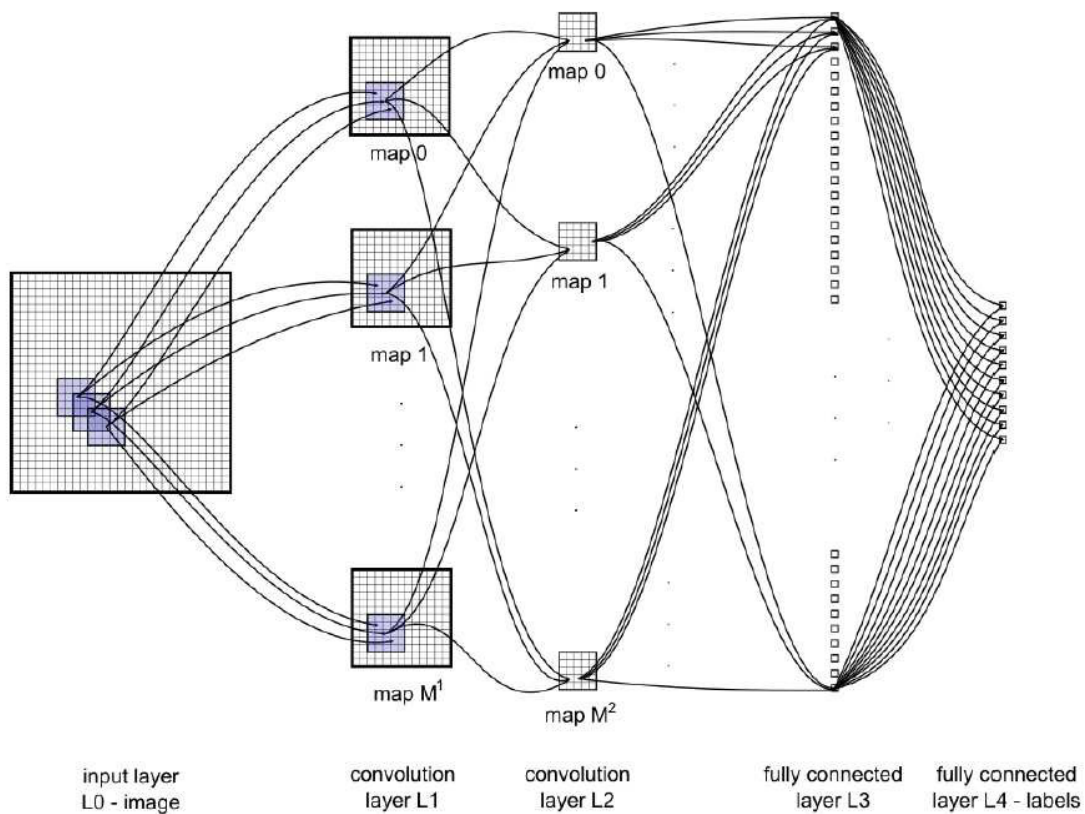 map 0
map 0
map 1
map 1
map M¹
map M²
input layer
L0 - image
convolution
layer L1
convolution
layer L2
fully connected
layer L3
fully connected
layer L4 - labels